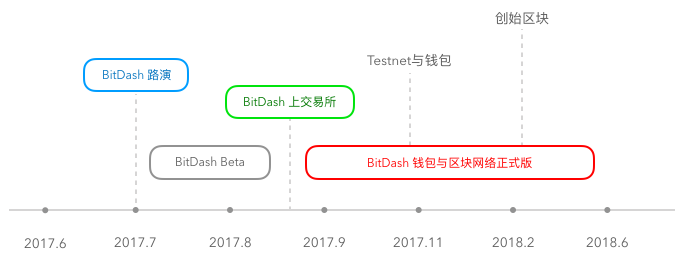 创始区块
Testnet与钱包
BitDash 路演
BitDash 上交易所
BitDash Beta
BitDash 钱包与区块网络正式版
2017.6
2017.7
2017.8
2017.9
2017.11
2018.2
2018.6